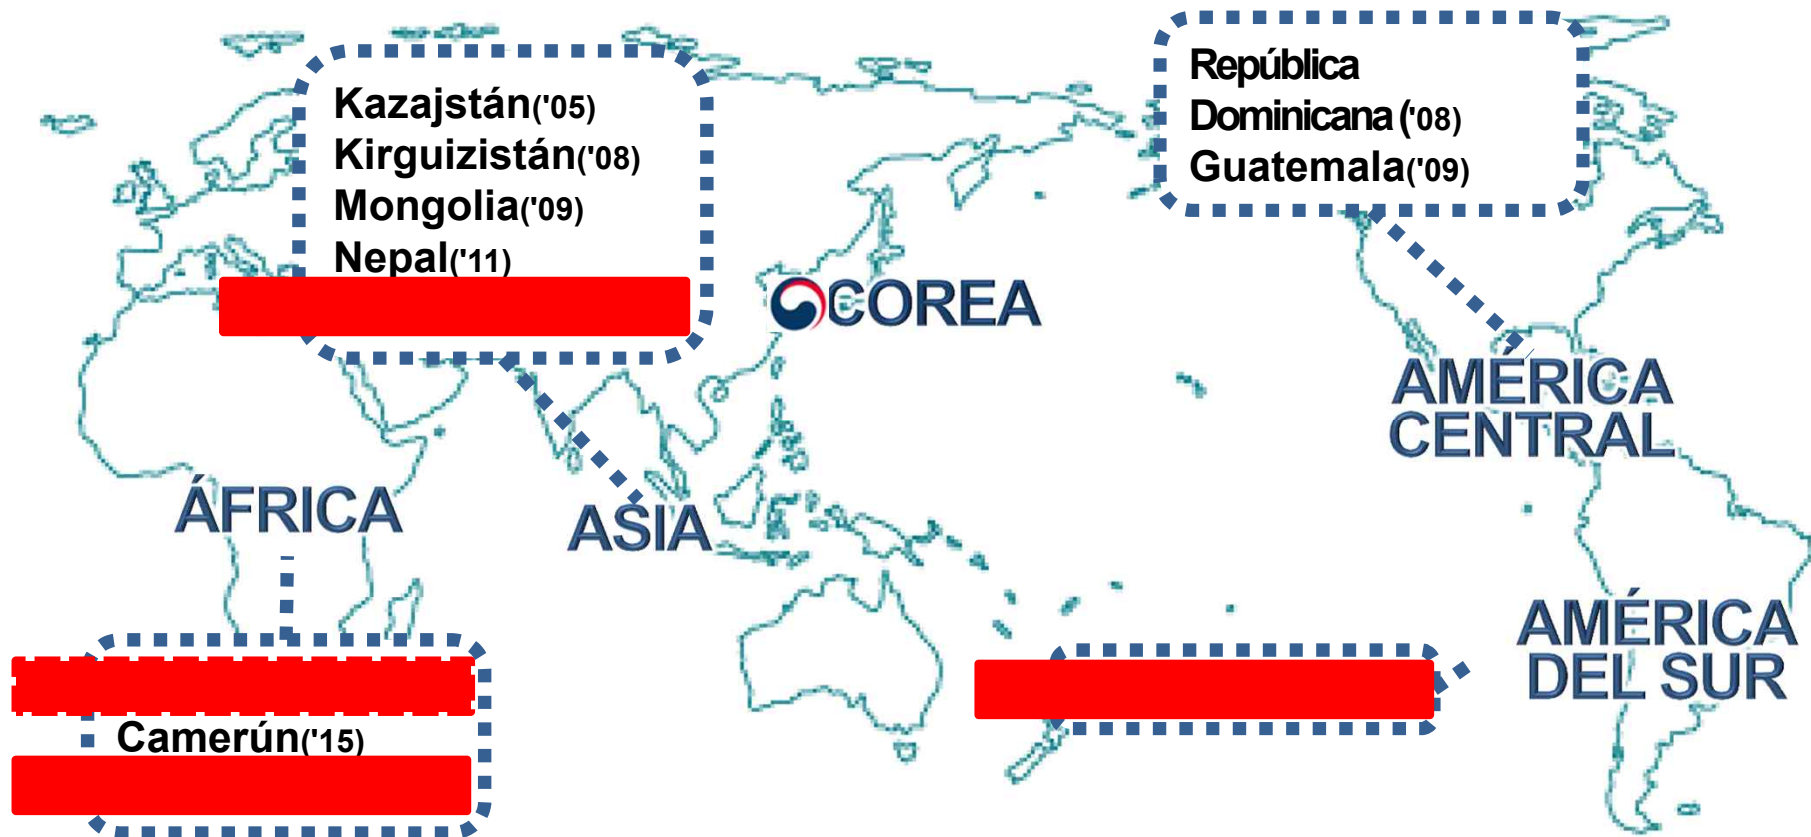 Kazajstán('05)
Kirguizistán('08)
Mongolia('09)
Nepal('11)
República
Dominicana ('08)
Guatemala('09)
COREA
AMÉRICA
CENTRAL
ÁFRICA
ASIA
AMÉRICA
DEL SUR
Camerún('15)